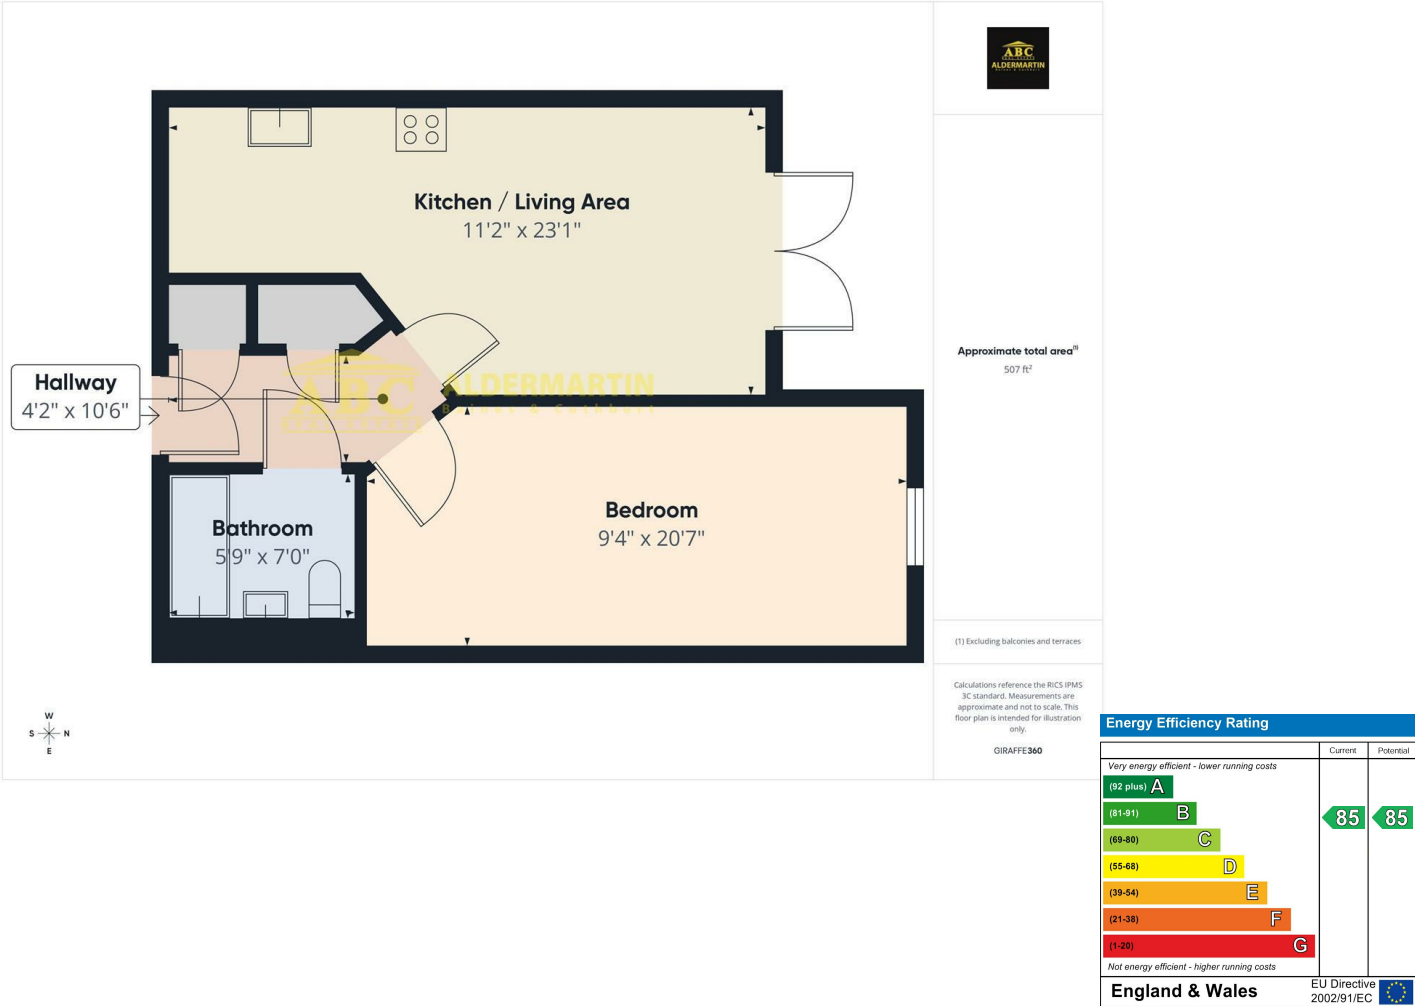 ABC
ALDERMARTIN
Kitchen / Living Area
11'2" x 23'1"
Hallway
4'2" x 10'6"
ABC
ALDERMARTIN
Baines & Cuthbert
Bedroom
9'4" x 20'7"
Bathroom
5'9" x 7'0"
W
S N
E
Approximate total area(1)
507 ft²
(1) Excluding balconies and terraces
Calculations reference the RICS IPMS
3C standard. Measurements are
approximate and not to scale. This
floor plan is intended for illustration
only.
GIRAFFE360
Energy Efficiency Rating
Current Potential
Very energy efficient - lower running costs
(92 plus) A
(81-91) B 85 85
(69-80) C
(55-68) D
(39-54) E
(21-38) F
(1-20) G
Not energy efficient - higher running costs
England & Wales
EU Directive
2002/91/EC